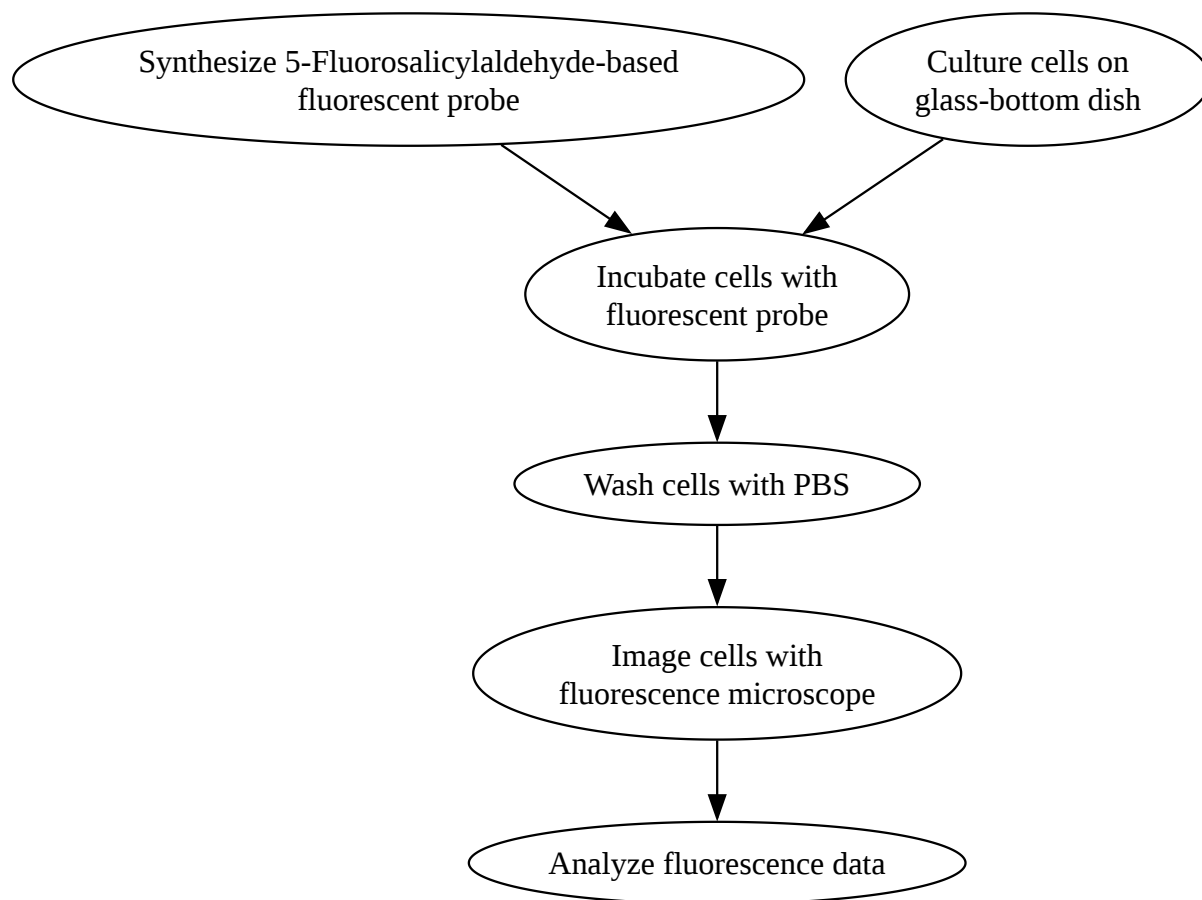 Synthesize 5-Fluorosalicylaldehyde-based
fluorescent probe
Culture cells on
glass-bottom dish
Incubate cells with
fluorescent probe
Wash cells with PBS
Image cells with
fluorescence microscope
Analyze fluorescence data